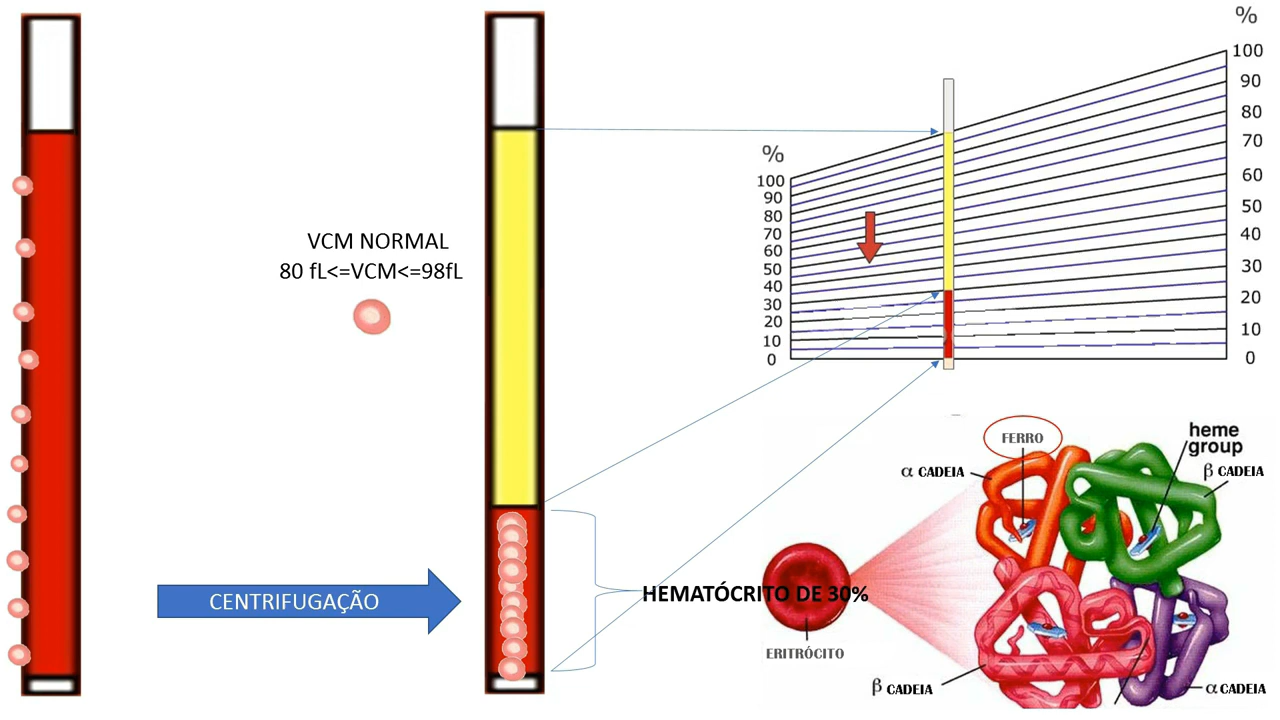 VCM NORMAL
80 fL<=VCM<=98fL
CENTRIFUGAÇÃO
%
100
90
80
70
60
50
40
30
20
10
0
%
100
90
80
70
60
50
40
30
20
10
0
HEMATÓCRITO DE 30%
ERITRÓCITO
FERRO
heme
group
α CADEIA
β CADEIA
β CADEIA
α CADEIA